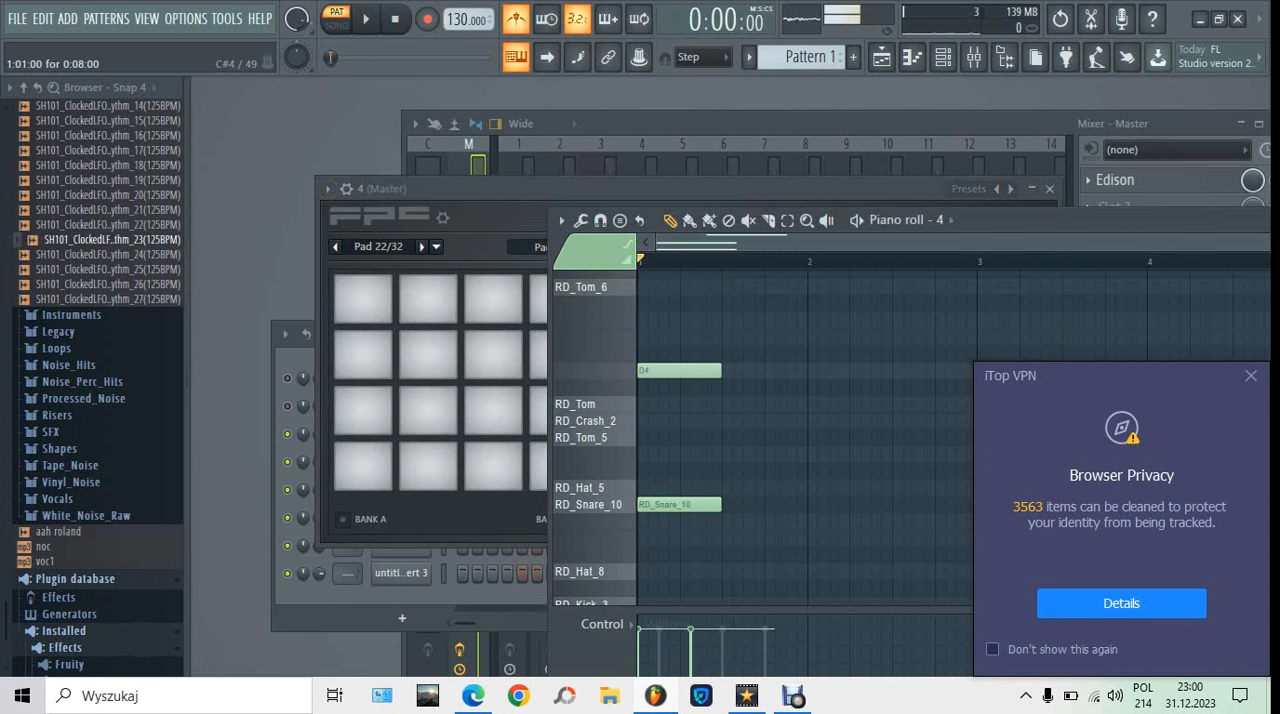 FILE EDIT ADD PATTERNS VIEW OPTIONS TOOLS HELP
PAT
SONG
130.000
3.2.
0:00:00
M:S:CS
3
139 MB
0
1:01:00 for 0:08:00
C#4 / 49
Step
Pattern 1
Today FL
Studio version 2.
Browser - Snap 4
SH101_ClockedLFO...ythm_14(125BPM)
SH101_ClockedLFO...ythm_15(125BPM)
SH101_ClockedLFO...ythm_16(125BPM)
SH101_ClockedLFO...ythm_17(125BPM)
SH101_ClockedLFO...ythm_18(125BPM)
SH101_ClockedLFO...ythm_19(125BPM)
SH101_ClockedLFO...ythm_20(125BPM)
SH101_ClockedLFO...ythm_21(125BPM)
SH101_ClockedLFO...ythm_22(125BPM)
SH101_ClockedLF...thm_23(125BPM)
SH101_ClockedLFO...ythm_24(125BPM)
SH101_ClockedLFO...ythm_25(125BPM)
SH101_ClockedLFO...ythm_26(125BPM)
SH101_ClockedLFO...ythm_27(125BPM)
Instruments
Legacy
Loops
Noise_Hits
Noise_Perc_Hits
Processed_Noise
Risers
SFX
Shapes
Tape_Noise
Vinyl_Noise
Vocals
White_Noise_Raw
aah roland
mp3 noc
mp3 voc1
Plugin database
Effects
Generators
Installed
Effects
Fruity
Wide
C M 1 2 3 4 5 6 7 8 9 10 11 12 13 14
Mixer - Master
(none)
Edison
4 (Master)
Presets
FPC
Pad 22/32
Pa
BANK A
BA
untitl...ert 3
+
Piano roll - 4
2 3 4
RD_Tom_6
D#
RD_Tom
RD_Crash_2
RD_Tom_5
RD_Hat_5
RD_Snare_10
RD_Snare_10
RD_Hat_8
RD_Kick_3
Control
iTop VPN
Browser Privacy
3563 items can be cleaned to protect
your identity from being tracked.
Details
Don't show this again
Wyszukaj
POL
214
23:00
31.12.2023